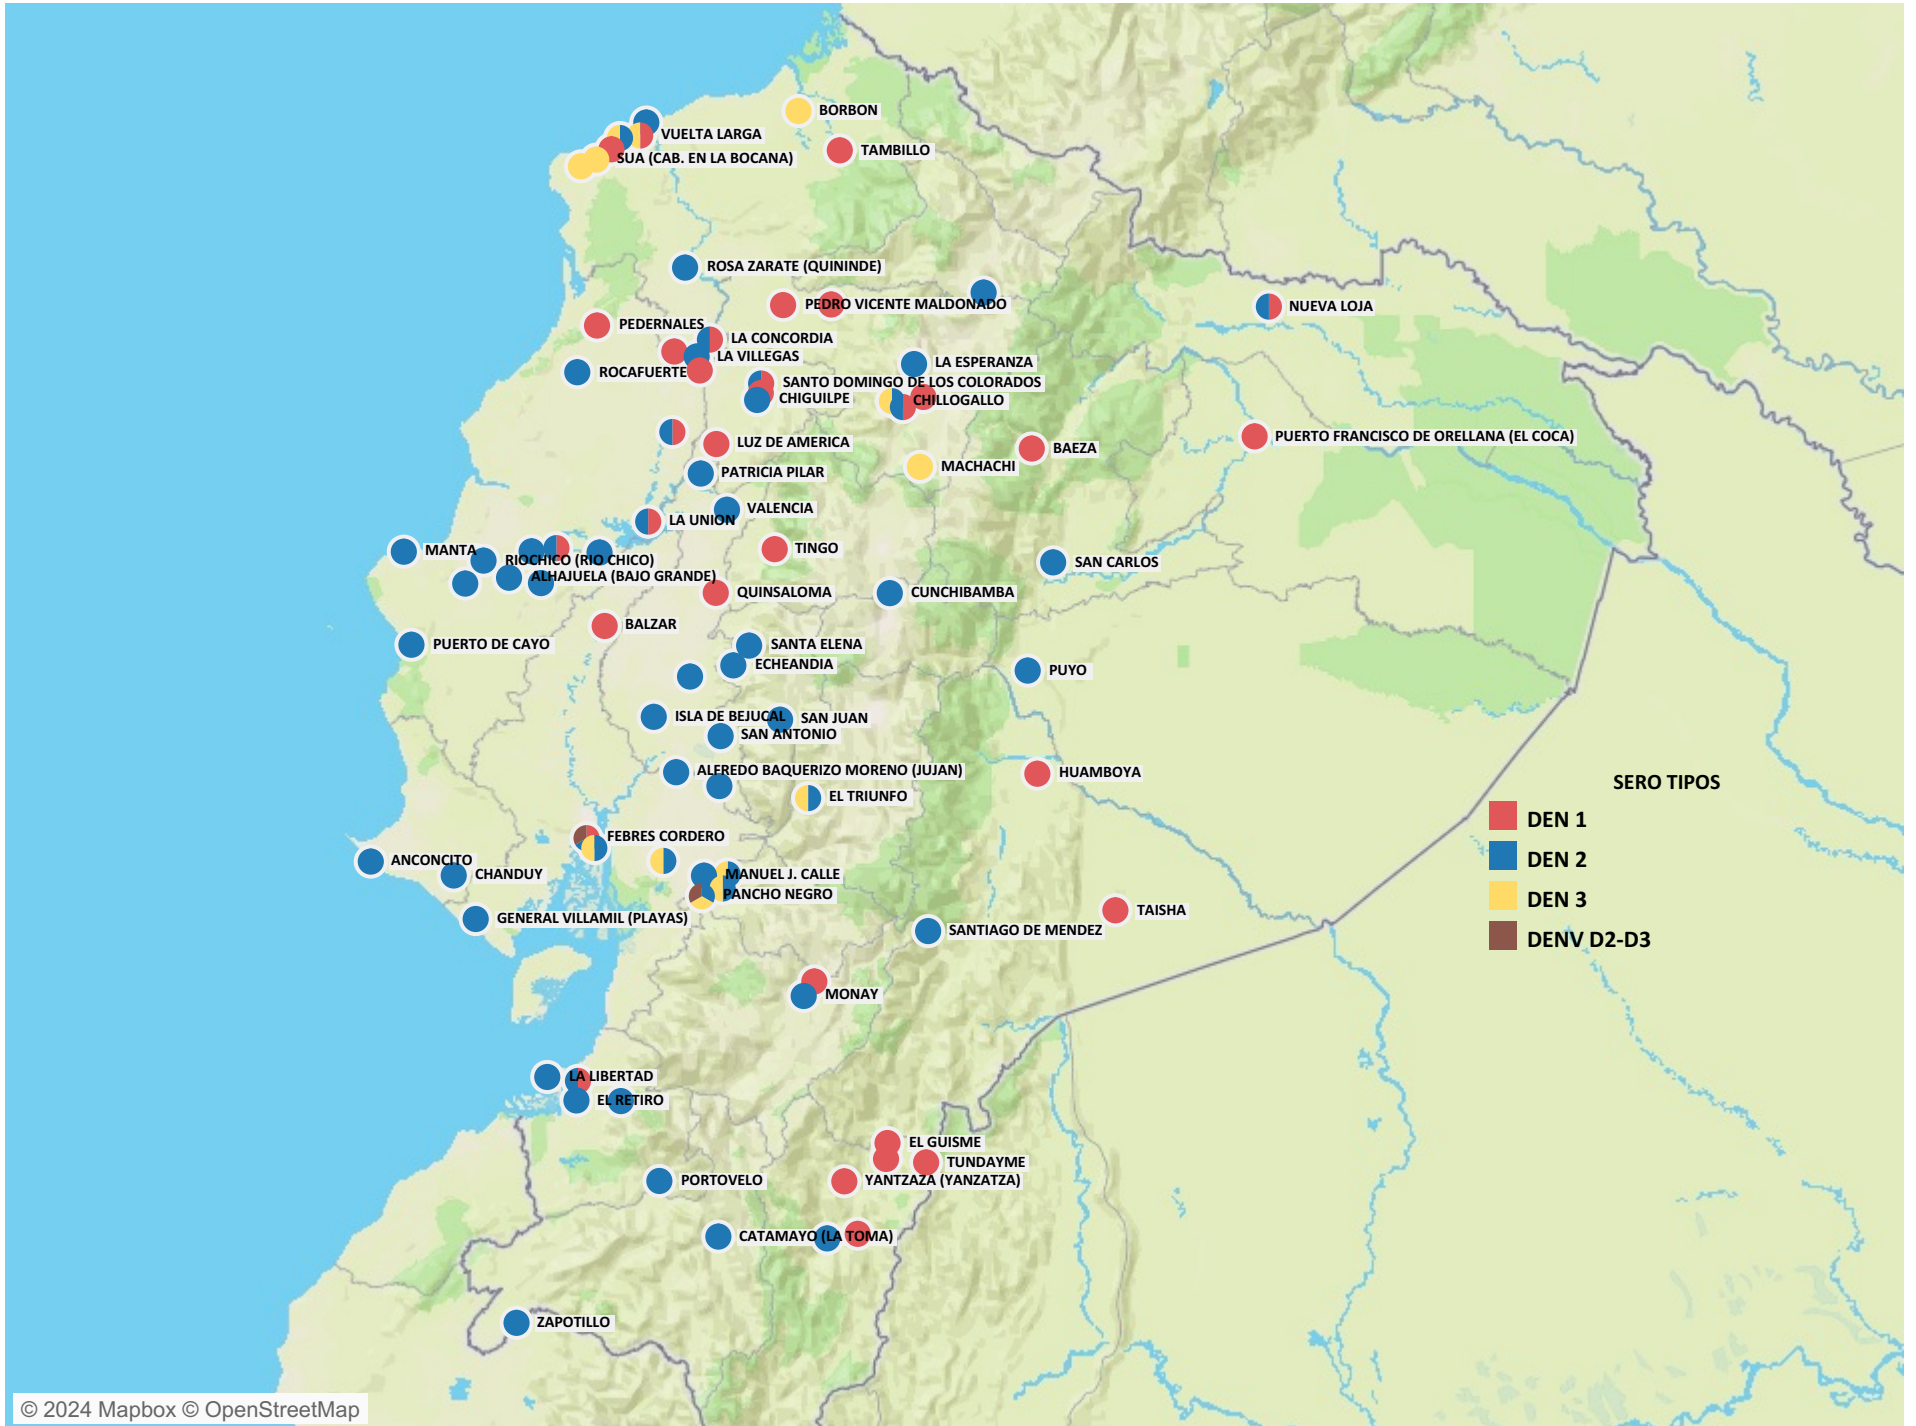 BORBON
VUELTA LARGA
TAMBILLO
SUA (CAB. EN LA BOCANA)
ROSA ZARATE (QUININDE)
PEDRO VICENTE MALDONADO
NUEVA LOJA
PEDERNALES
LA CONCORDIA
LA VILLEGAS
LA ESPERANZA
ROCAFUERTE
SANTO DOMINGO DE LOS COLORADOS
CHIGUILPE
CHILLOGALLO
LUZ DE AMERICA
PUERTO FRANCISCO DE ORELLANA (EL COCA)
BAEZA
MACHACHI
PATRICIA PILAR
VALENCIA
LA UNION
MANTA
TINGO
RIOCHICO (RIO CHICO)
SAN CARLOS
ALHAJUELA (BAJO GRANDE)
QUINSALOMA
CUNCHIBAMBA
BALZAR
PUERTO DE CAYO
SANTA ELENA
ECHEANDIA
PUYO
ISLA DE BEJUCAL
SAN JUAN
SAN ANTONIO
ALFREDO BAQUERIZO MORENO (JUJAN)
HUAMBOYA
EL TRIUNFO
SERO TIPOS
DEN 1
DEN 2
DEN 3
DENV D2-D3
FEBRES CORDERO
ANCONCITO
CHANDUY
MANUEL J. CALLE
PANCHO NEGRO
GENERAL VILLAMIL (PLAYAS)
TAISHA
SANTIAGO DE MENDEZ
MONAY
LA LIBERTAD
EL RETIRO
EL GUISME
TUNDAYME
PORTOVELO
YANTZAZA (YANZATZA)
CATAMAYO (LA TOMA)
ZAPOTILLO
© 2024 Mapbox © OpenStreetMap